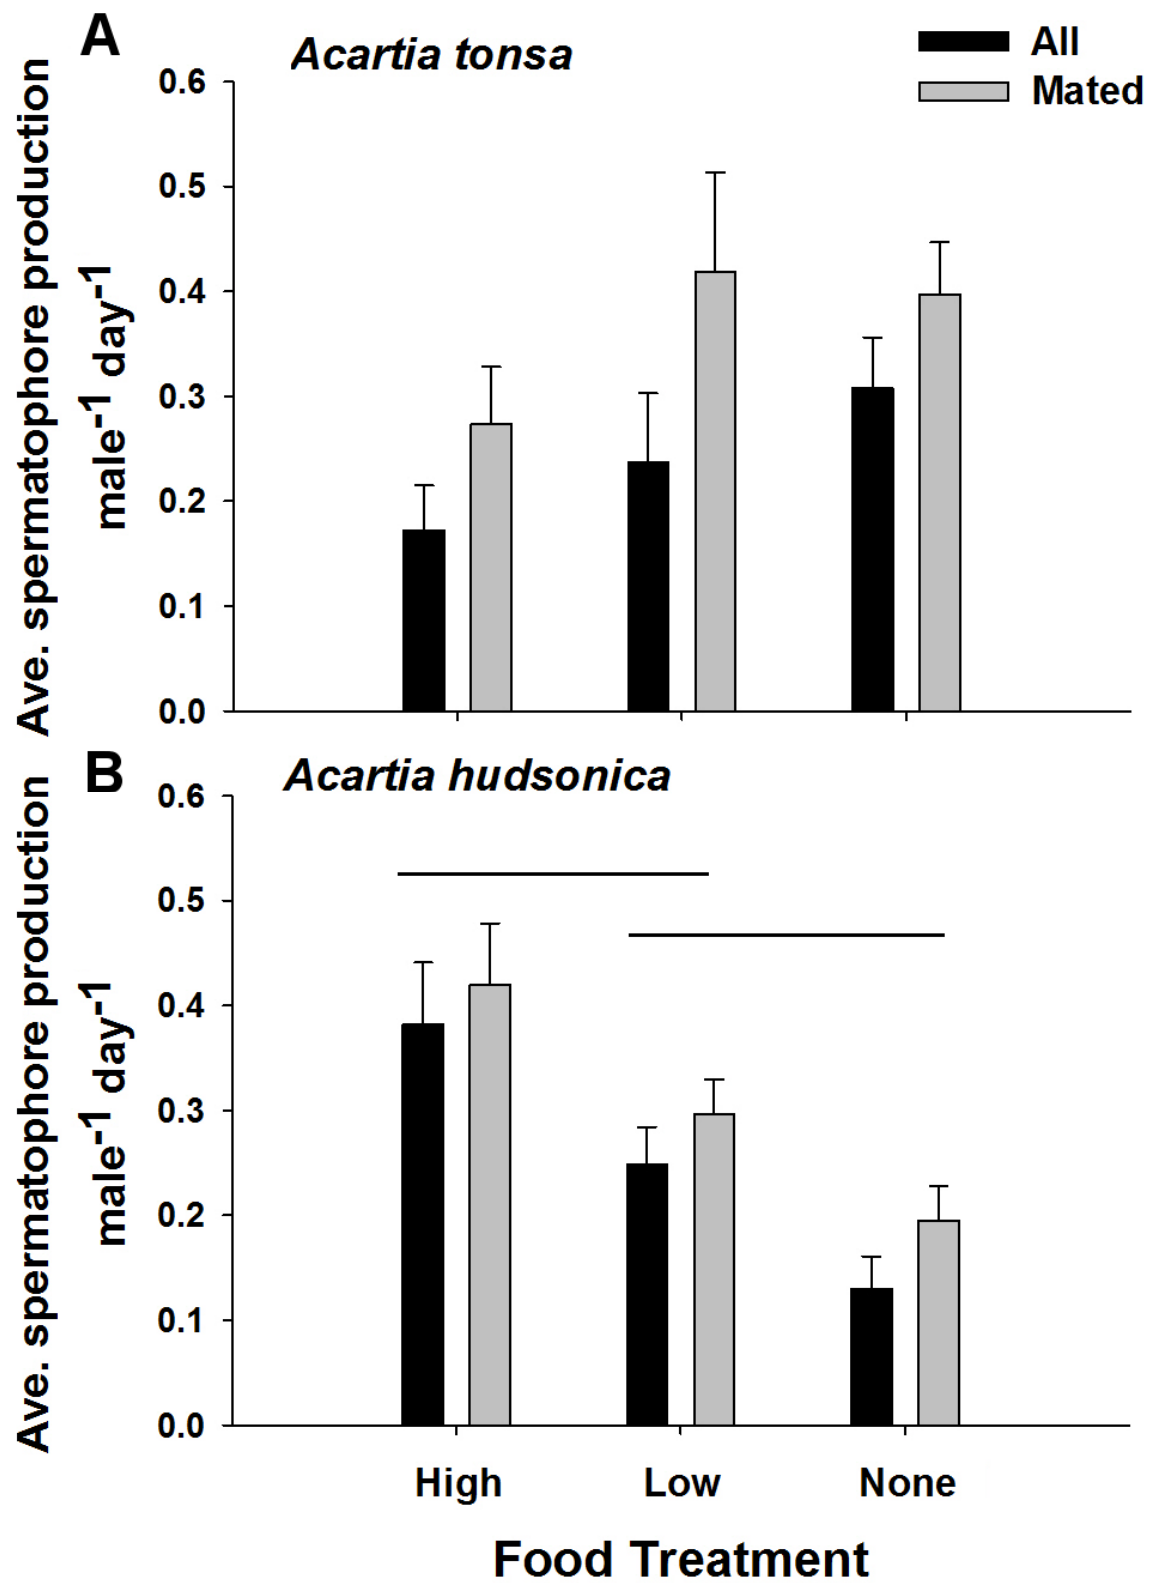 A
Acartia tonsa
All
Mated
Ave. spermatophore production
male-1 day-1
0.6
0.5
0.4
0.3
0.2
0.1
0.0
B
Acartia hudsonica
Ave. spermatophore production
male-1 day-1
0.6
0.5
0.4
0.3
0.2
0.1
0.0
High Low None
Food Treatment